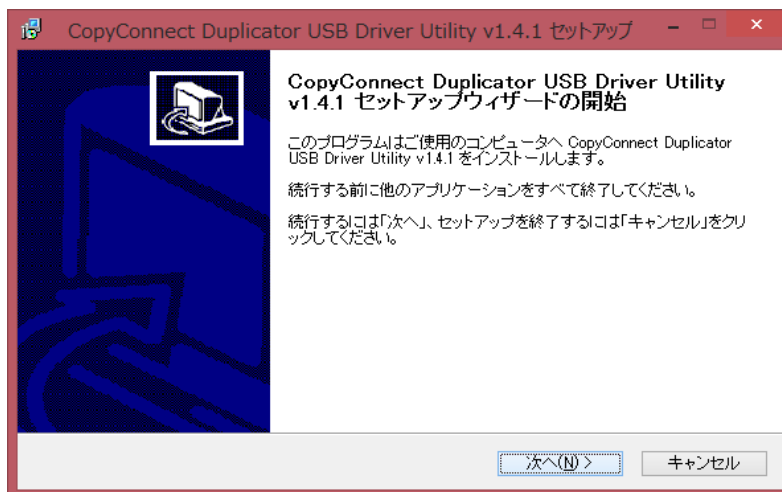 CopyConnect Duplicator USB Driver Utility v1.4.1 セットアップ
CopyConnect Duplicator USB Driver Utility
v1.4.1 セットアップウィザードの開始
このプログラムはご使用のコンピュータへ CopyConnect Duplicator
USB Driver Utility v1.4.1 をインストールします。
続行する前に他のアプリケーションをすべて終了してください。
続行するには「次へ」、セットアップを終了するには「キャンセル」をクリ
ックしてください。
次へ(N) >
キャンセル